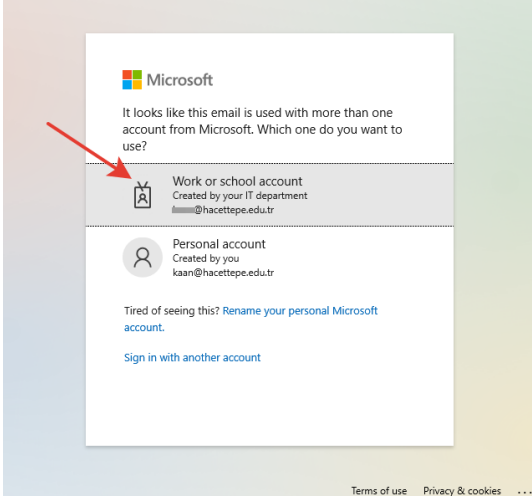 Microsoft
It looks like this email is used with more than one
account from Microsoft. Which one do you want to
use?
Work or school account
Created by your IT department
@hacettepe.edu.tr
Personal account
Created by you
kaan@hacettepe.edu.tr
Tired of seeing this? Rename your personal Microsoft
account.
Sign in with another account
Terms of use Privacy & cookies ...